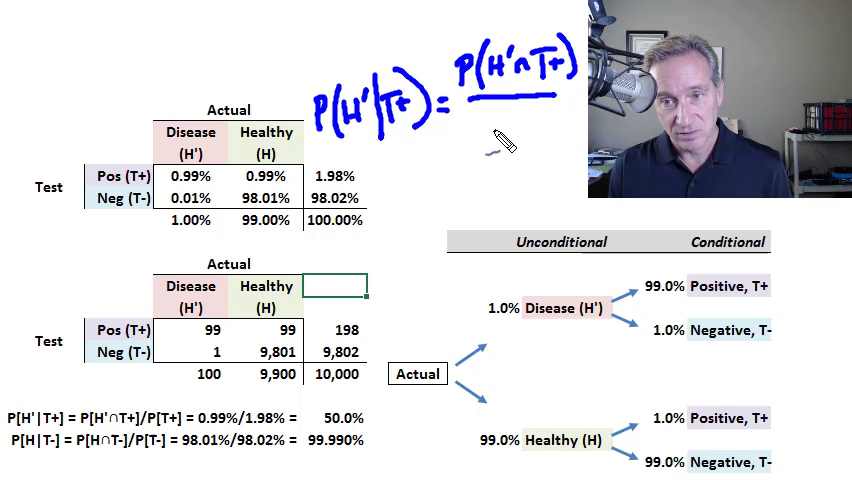 P(H'|T+) = P(H'∩T+)
Actual
Disease Healthy
(H') (H)
Test Pos (T+) 0.99% 0.99% 1.98%
Neg (T-) 0.01% 98.01% 98.02%
1.00% 99.00% 100.00%
Actual
Disease Healthy
(H') (H)
Test Pos (T+) 99 99 198
Neg (T-) 1 9,801 9,802
100 9,900 10,000
P[H'|T+] = P[H'∩T+]/P[T+] = 0.99%/1.98% = 50.0%
P[H|T-] = P[H∩T-]/P[T-] = 98.01%/98.02% = 99.990%
Unconditional Conditional
99.0% Positive, T+
1.0% Disease (H')
1.0% Negative, T-
Actual
1.0% Positive, T+
99.0% Healthy (H)
99.0% Negative, T-